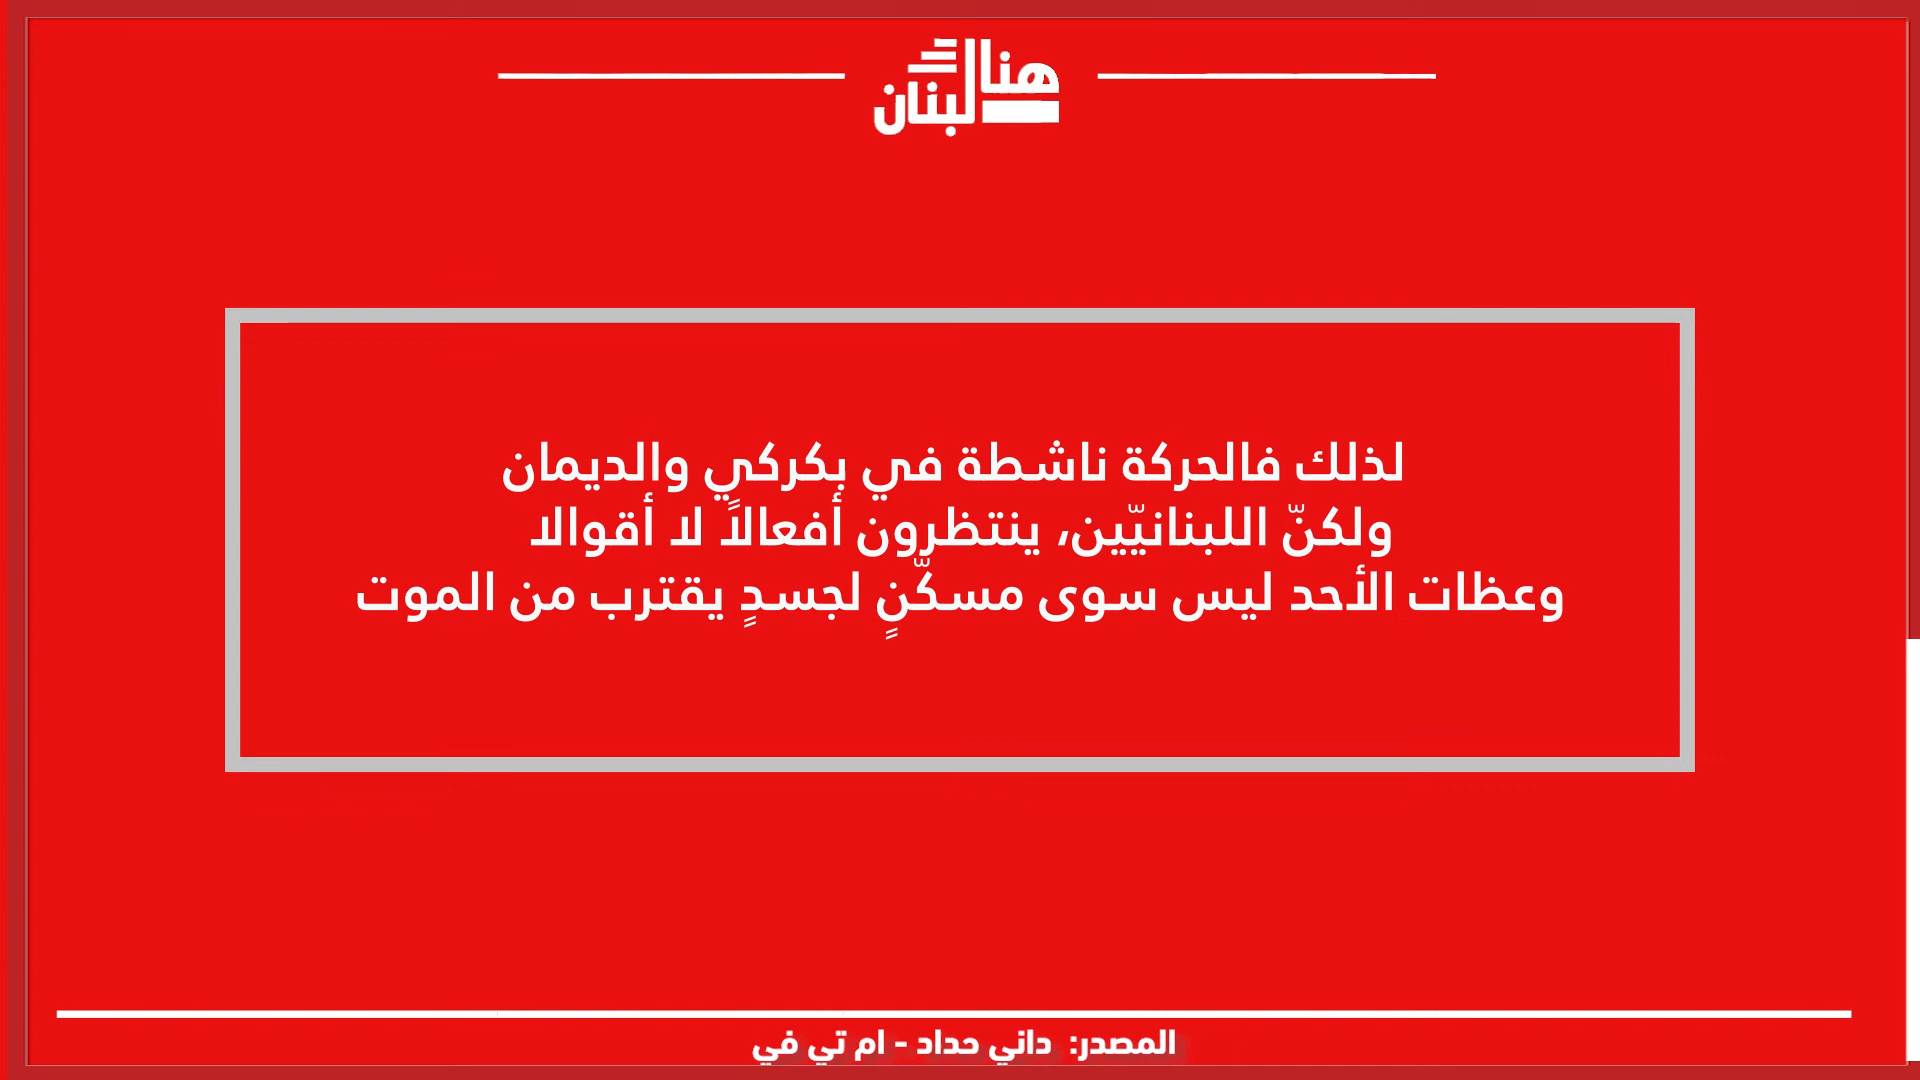 هنا لبنان
لذلك فالحركة ناشطة في بكركي والديمان
ولكنّ اللبنانيّين، ينتظرون أفعالاً لا أقوالا
وعظات الأحد ليس سوى مسكّنٍ لجسدٍ يقترب من الموت
المصدر: داني حداد - ام تي في